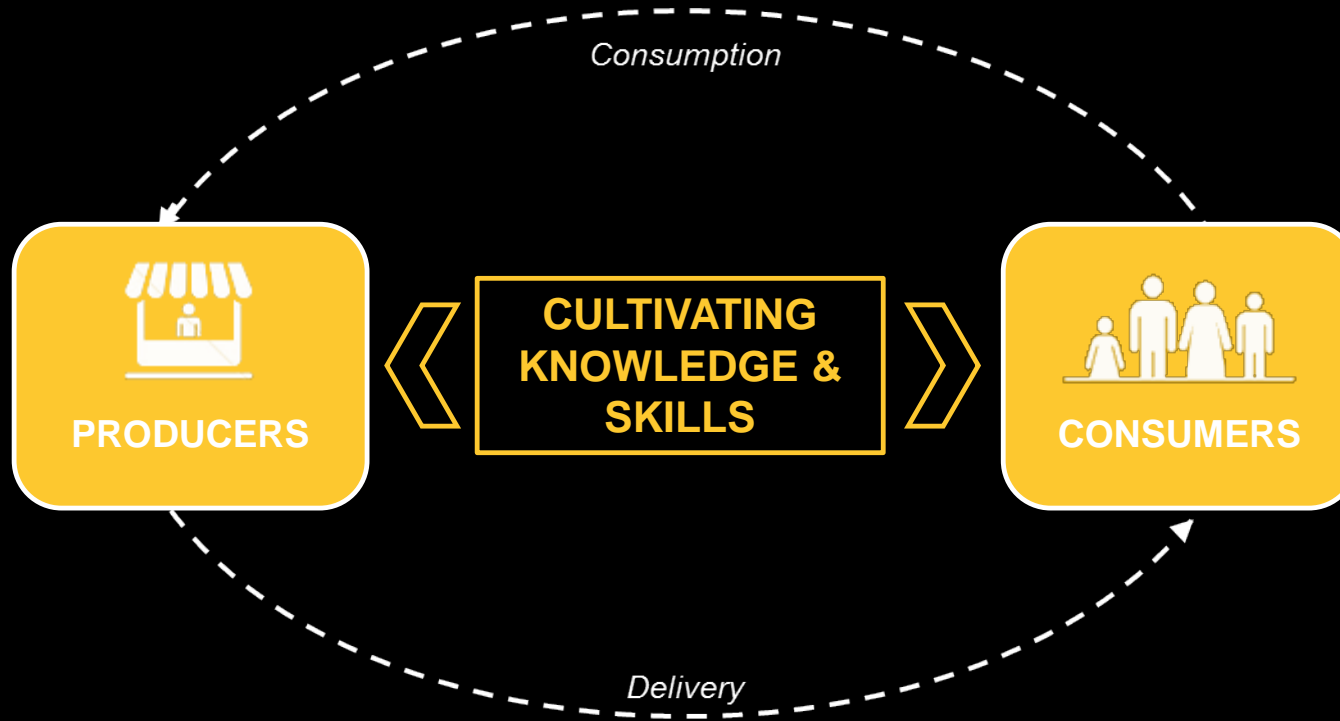 Consumption
PRODUCERS
CULTIVATING
KNOWLEDGE &
SKILLS
CONSUMERS
Delivery